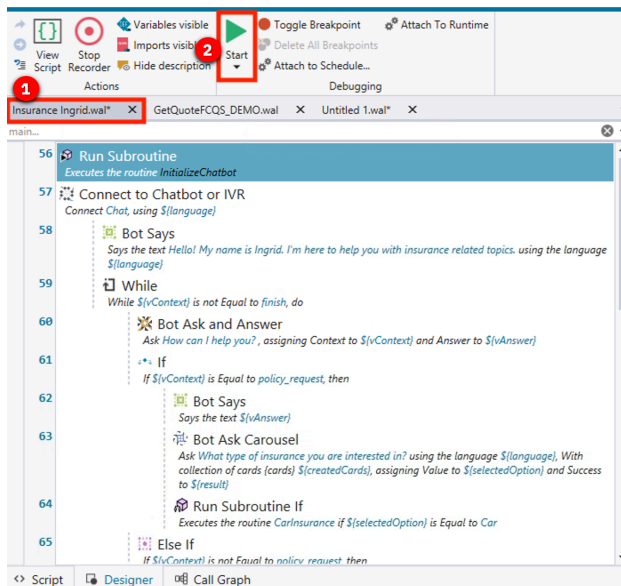 View
Script
Stop
Recorder
Variables visible
Imports visible
Hide description
Actions
2
Start
Toggle Breakpoint
Delete All Breakpoints
Attach to Schedule...
Attach To Runtime
Debugging
1
Insurance Ingrid.wal* X
GetQuoteFCQS_DEMO.wal X
Untitled 1.wal* X
main...
56 Run Subroutine
Executes the routine InitializeChatbot
57 Connect to Chatbot or IVR
Connect Chat, using ${language}
58 Bot Says
Says the text Hello! My name is Ingrid. I'm here to help you with insurance related topics. using the language
${language}
59 While
While ${vContext} is not Equal to finish, do
60 Bot Ask and Answer
Ask How can I help you? , assigning Context to ${vContext} and Answer to ${vAnswer}
61 If
If ${vContext} is Equal to policy_request, then
62 Bot Says
Says the text ${vAnswer}
63 Bot Ask Carousel
Ask What type of insurance you are interested in? using the language ${language}, With
collection of cards {cards} ${createdCards}, assigning Value to ${selectedOption} and Success
to ${result}
64 Run Subroutine If
Executes the routine CarInsurance if ${selectedOption} is Equal to Car
65 Else If
If ${vContext} is not Equal to policy_request, then
<> Script
Designer
Call Graph